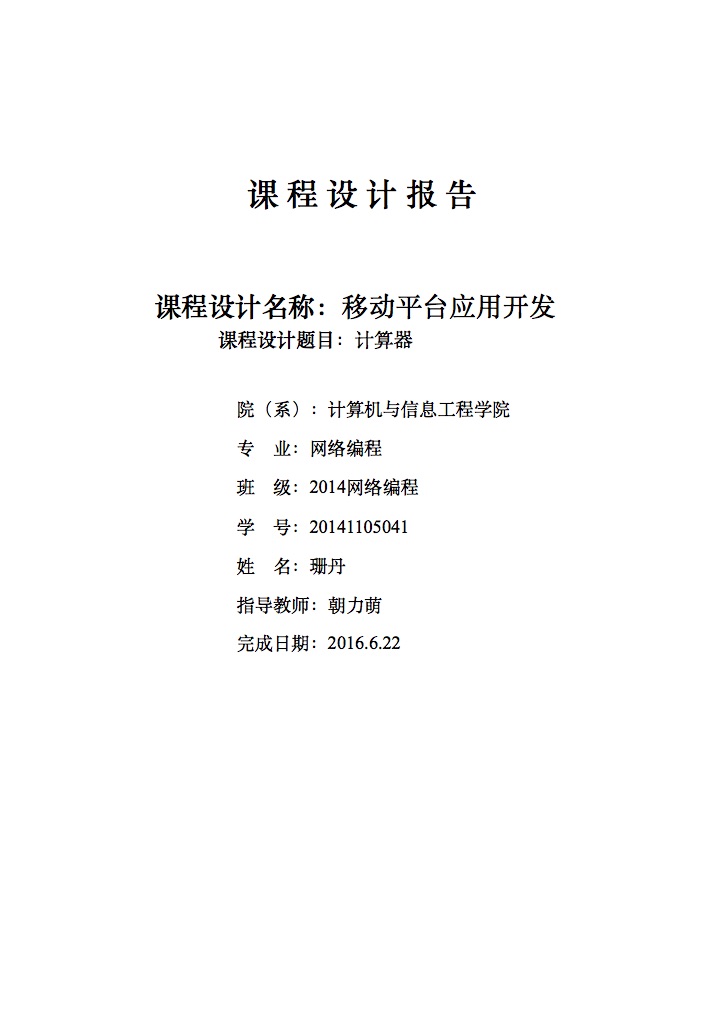 课程设计报告
课程设计名称：移动平台应用开发
课程设计题目：计算器
院（系）：计算机与信息工程学院
专　业：网络编程
班　级：2014网络编程
学　号：20141105041
姓　名：珊丹
指导教师：朝力萌
完成日期：2016.6.22